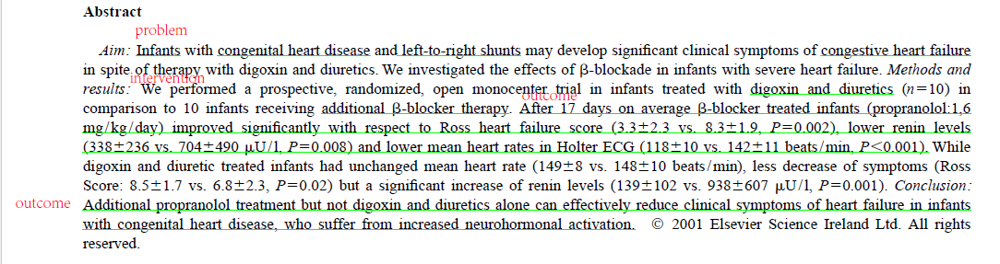 Abstract
problem
Aim: Infants with congenital heart disease and left-to-right shunts may develop significant clinical symptoms of congestive heart failure
in spite of therapy with digoxin and diuretics. We investigated the effects of β-blockade in infants with severe heart failure. Methods and
intervention
results: We performed a prospective, randomized, open monocenter trial in infants treated with digoxin and diuretics (n=10) in
outcome
comparison to 10 infants receiving additional β-blocker therapy. After 17 days on average β-blocker treated infants (propranolol:1,6
mg/kg/day) improved significantly with respect to Ross heart failure score (3.3±2.3 vs. 8.3±1.9, P=0.002), lower renin levels
(338±236 vs. 704±490 μU/l, P=0.008) and lower mean heart rates in Holter ECG (118±10 vs. 142±11 beats/min, P<0.001). While
digoxin and diuretic treated infants had unchanged mean heart rate (149±8 vs. 148±10 beats/min), less decrease of symptoms (Ross
Score: 8.5±1.7 vs. 6.8±2.3, P=0.02) but a significant increase of renin levels (139±102 vs. 938±607 μU/l, P=0.001). Conclusion:
outcome Additional propranolol treatment but not digoxin and diuretics alone can effectively reduce clinical symptoms of heart failure in infants
with congenital heart disease, who suffer from increased neurohormonal activation. © 2001 Elsevier Science Ireland Ltd. All rights
reserved.